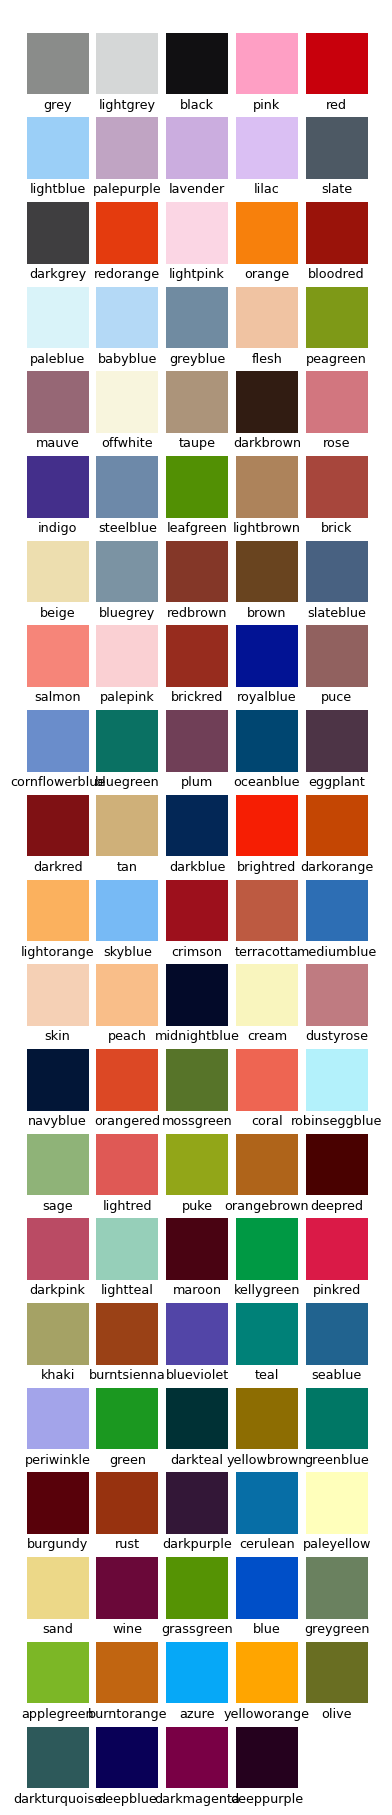 grey lightgrey black pink red
lightblue palepurple lavender lilac slate
darkgrey redorange lightpink orange bloodred
paleblue babyblue greyblue flesh peagreen
mauve offwhite taupe darkbrown rose
indigo steelblue leafgreen lightbrown brick
beige bluegrey redbrown brown slateblue
salmon palepink brickred royalblue puce
cornflowerblue bluegreen plum oceanblue eggplant
darkred tan darkblue brightred darkorange
lightorange skyblue crimson terracotta mediumblue
skin peach midnightblue cream dustyrose
navyblue orangered mossgreen coral robinseggblue
sage lightred puke orangebrown deepred
darkpink lightteal maroon kellygreen pinkred
khaki burntsienna blueviolet teal seablue
periwinkle green darkteal yellowbrown greenblue
burgundy rust darkpurple cerulean paleyellow
sand wine grassgreen blue greygreen
applegreen burntorange azure yelloworange olive
darkturquoise deepblue darkmagenta deeppurple